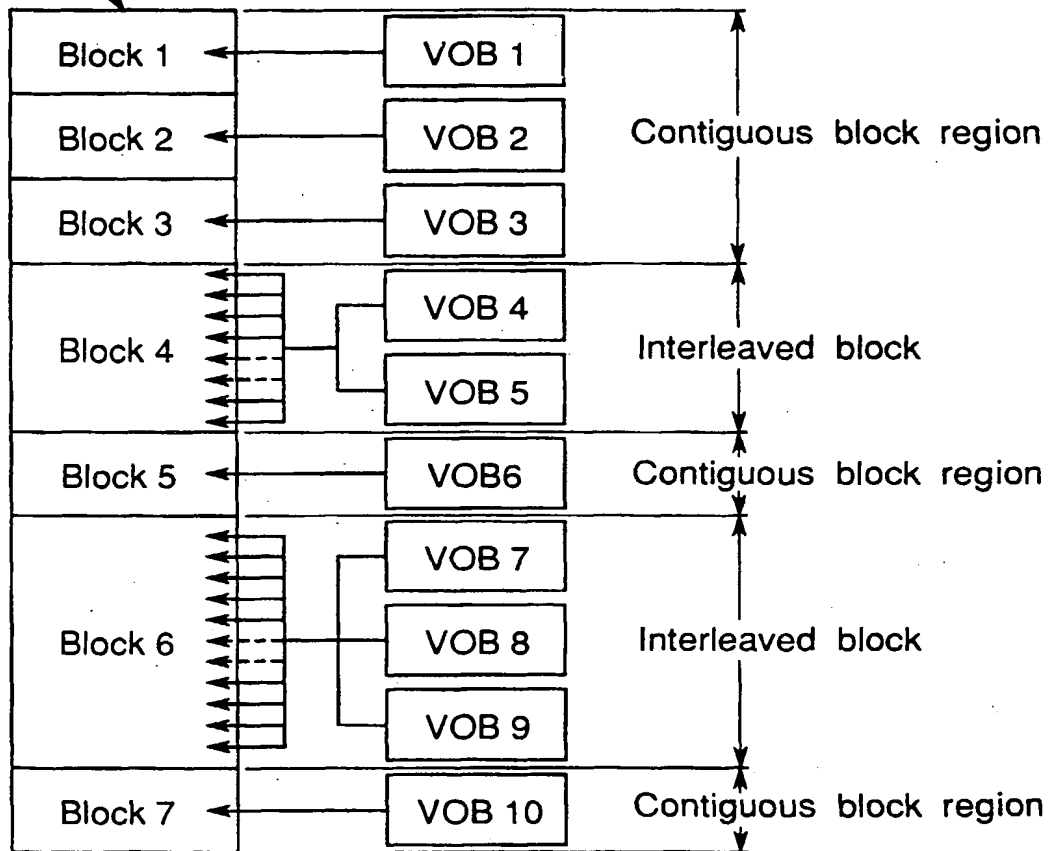 Block 1
VOB 1
Block 2
VOB 2
Contiguous block region
Block 3
VOB 3
VOB 4
Block 4
Interleaved block
VOB 5
Block 5
VOB6
Contiguous block region
VOB 7
Block 6
VOB 8
Interleaved block
VOB 9
Block 7
VOB 10
Contiguous block region